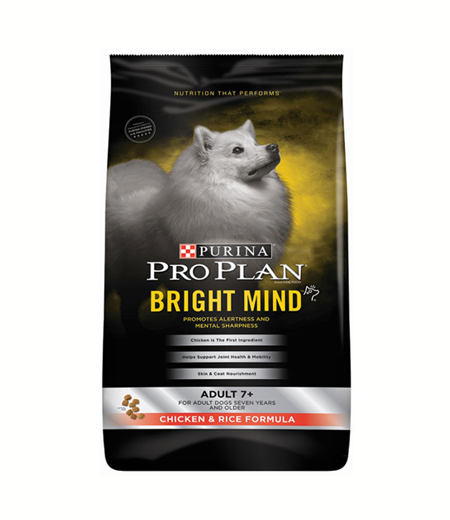 NUTRITION THAT PERFORMS
PURINA
PRO PLAN
BRIGHT MIND
PROMOTES ALERTNESS AND
MENTAL SHARPNESS
Chicken is The First Ingredient
Helps Support Joint Health & Mobility
Skin & Coat Nourishment
ADULT 7+
FOR ADULT DOGS SEVEN YEARS
AND OLDER
CHICKEN & RICE FORMULA